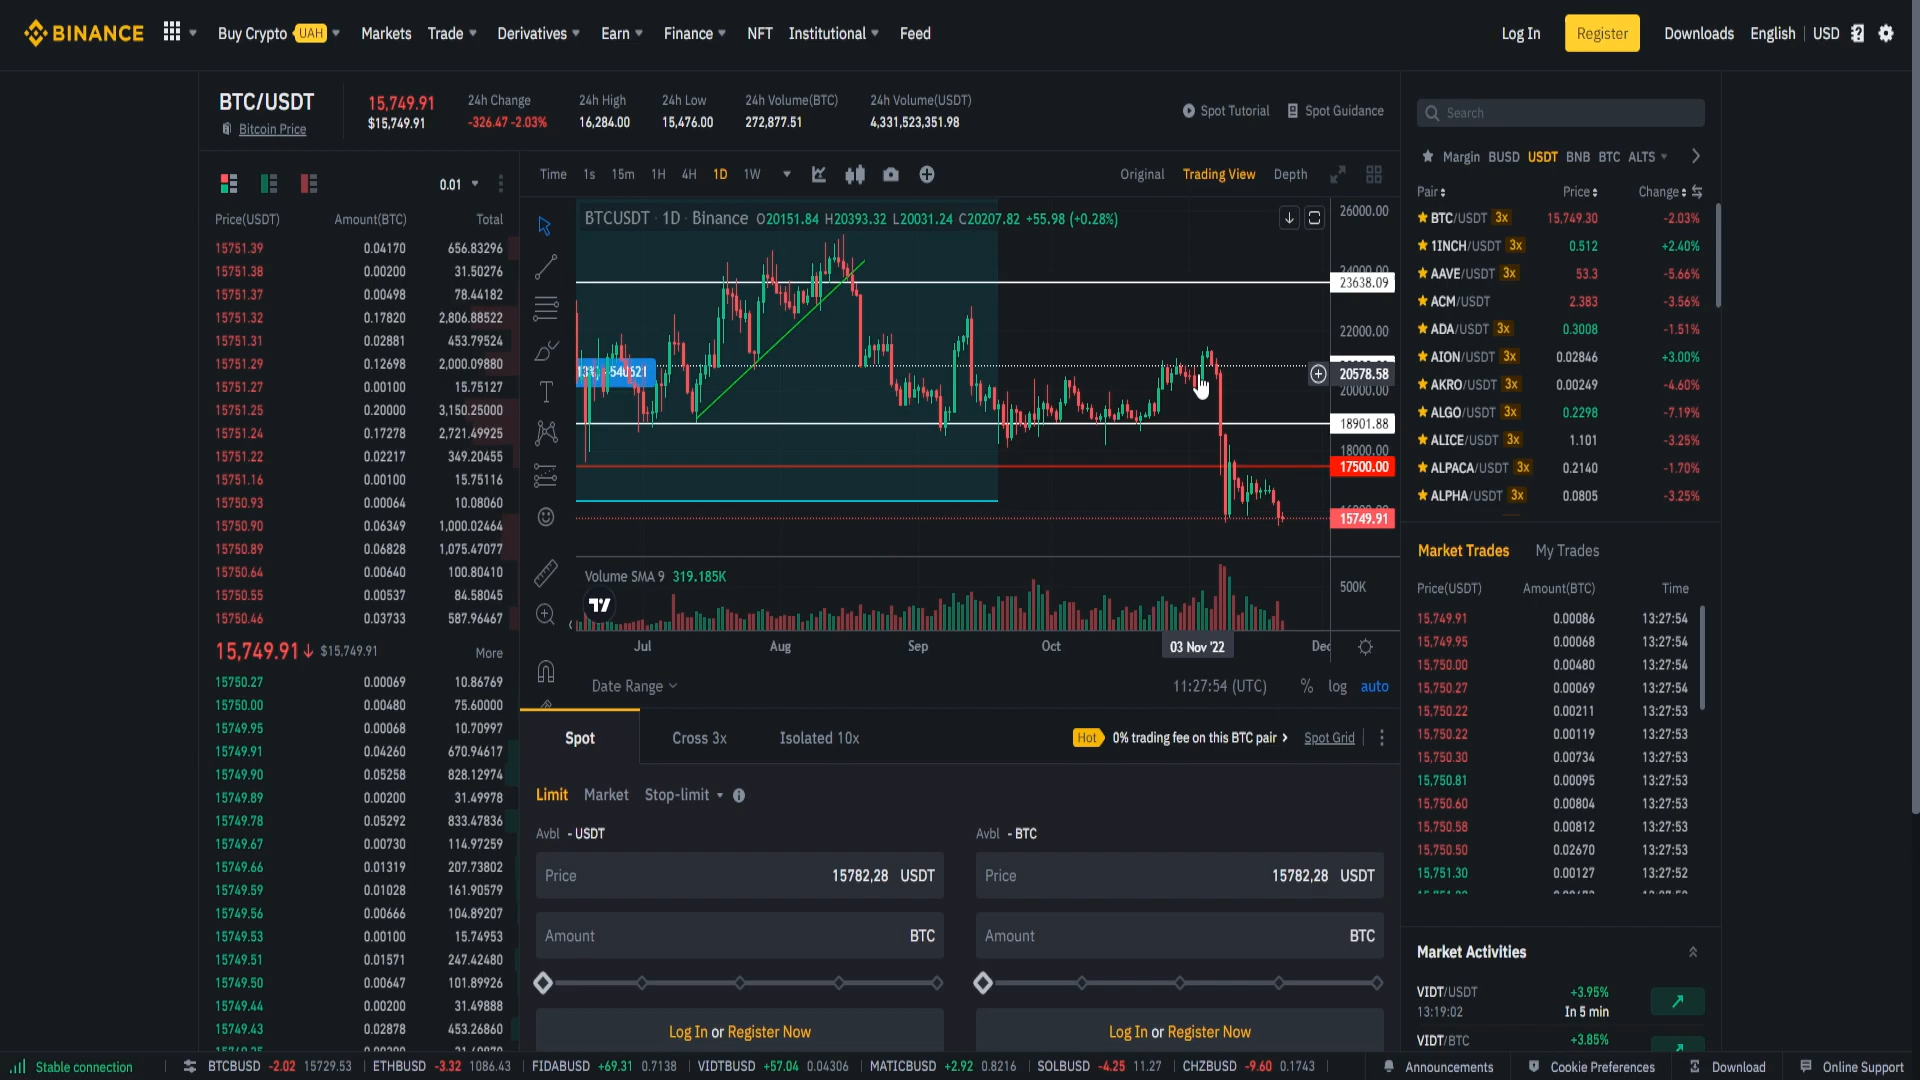 BINANCE
Buy Crypto UAH Markets Trade Derivatives Earn Finance NFT Institutional Feed
Log In Register Downloads English USD
BTC/USDT
Bitcoin Price
15,749.91
$15,749.91
24h Change
-326.47 -2.03%
24h High
16,284.00
24h Low
15,476.00
24h Volume(BTC)
272,877.51
24h Volume(USDT)
4,331,523,351.98
Spot Tutorial Spot Guidance
0.01
Price(USDT) Amount(BTC) Total
15751.39 0.04170 656.83296
15751.38 0.00200 31.50276
15751.37 0.00498 78.44182
15751.32 0.17820 2,806.88522
15751.31 0.02881 453.79524
15751.29 0.12698 2,000.09880
15751.27 0.00100 15.75127
15751.25 0.20000 3,150.25000
15751.24 0.17278 2,721.49925
15751.22 0.02217 349.20455
15751.16 0.00100 15.75116
15750.93 0.00064 10.08060
15750.90 0.06349 1,000.02464
15750.89 0.06828 1,075.47077
15750.64 0.00640 100.80410
15750.55 0.00537 84.58045
15750.46 0.03733 587.96467
15,749.91↓ $15,749.91 More
15750.27 0.00069 10.86769
15750.00 0.00480 75.60000
15749.95 0.00068 10.70997
15749.91 0.04260 670.94617
15749.90 0.05258 828.12974
15749.89 0.00200 31.49978
15749.78 0.05292 833.47836
15749.67 0.00730 114.97259
15749.66 0.01319 207.73802
15749.59 0.01028 161.90579
15749.56 0.00666 104.89207
15749.53 0.00100 15.74953
15749.51 0.01571 247.42480
15749.50 0.00647 101.89926
15749.44 0.00200 31.49888
15749.43 0.02878 453.26860
Time 1s 15m 1H 4H 1D 1W
Original Trading View Depth
BTCUSDT · 1D · Binance O20151.84 H20393.32 L20031.24 C20207.82 +55.98 (+0.28%)
26000.00
23638.09
22000.00
20578.58
20000.00
18901.88
18000.00
17500.00
15749.91
Volume SMA 9 319.185K
500K
Jul Aug Sep Oct 03 Nov '22
Date Range 11:27:54 (UTC) % log auto
Spot Cross 3x Isolated 10x
Hot 0% trading fee on this BTC pair Spot Grid
Limit Market Stop-limit
Avbl - USDT
Price 15782,28 USDT
Amount BTC
Log In or Register Now
Avbl - BTC
Price 15782,28 USDT
Amount BTC
Log In or Register Now
Search
Margin BUSD USDT BNB BTC ALTS
Pair Price Change
BTC/USDT 3x 15,749.30 -2.03%
1INCH/USDT 3x 0.512 +2.40%
AAVE/USDT 3x 53.3 -5.66%
ACM/USDT 2.383 -3.56%
ADA/USDT 3x 0.3008 -1.51%
AION/USDT 3x 0.02846 +3.00%
AKRO/USDT 3x 0.00249 -4.60%
ALGO/USDT 3x 0.2298 -7.19%
ALICE/USDT 3x 1.101 -3.25%
ALPACA/USDT 3x 0.2140 -1.70%
ALPHA/USDT 3x 0.0805 -3.25%
Market Trades My Trades
Price(USDT) Amount(BTC) Time
15,749.91 0.00086 13:27:54
15,749.95 0.00068 13:27:54
15,750.00 0.00480 13:27:54
15,750.27 0.00069 13:27:54
15,750.22 0.00211 13:27:53
15,750.22 0.00119 13:27:53
15,750.30 0.00734 13:27:53
15,750.81 0.00095 13:27:53
15,750.60 0.00804 13:27:53
15,750.58 0.00812 13:27:53
15,750.50 0.02670 13:27:53
15,751.30 0.00127 13:27:52
Market Activities
VIDT/USDT +3.95%
13:19:02 In 5 min
VIDT/BTC +3.85%
Stable connection BTCBUSD -2.02 15729.53 ETHBUSD -3.32 1086.43 FIDABUSD +69.31 0.7138 VIDTBUSD +57.04 0.04306 MATICBUSD +2.92 0.8216 SOLBUSD -4.25 11.27 CHZBUSD -9.60 0.1743
Announcements Cookie Preferences Download Online Support